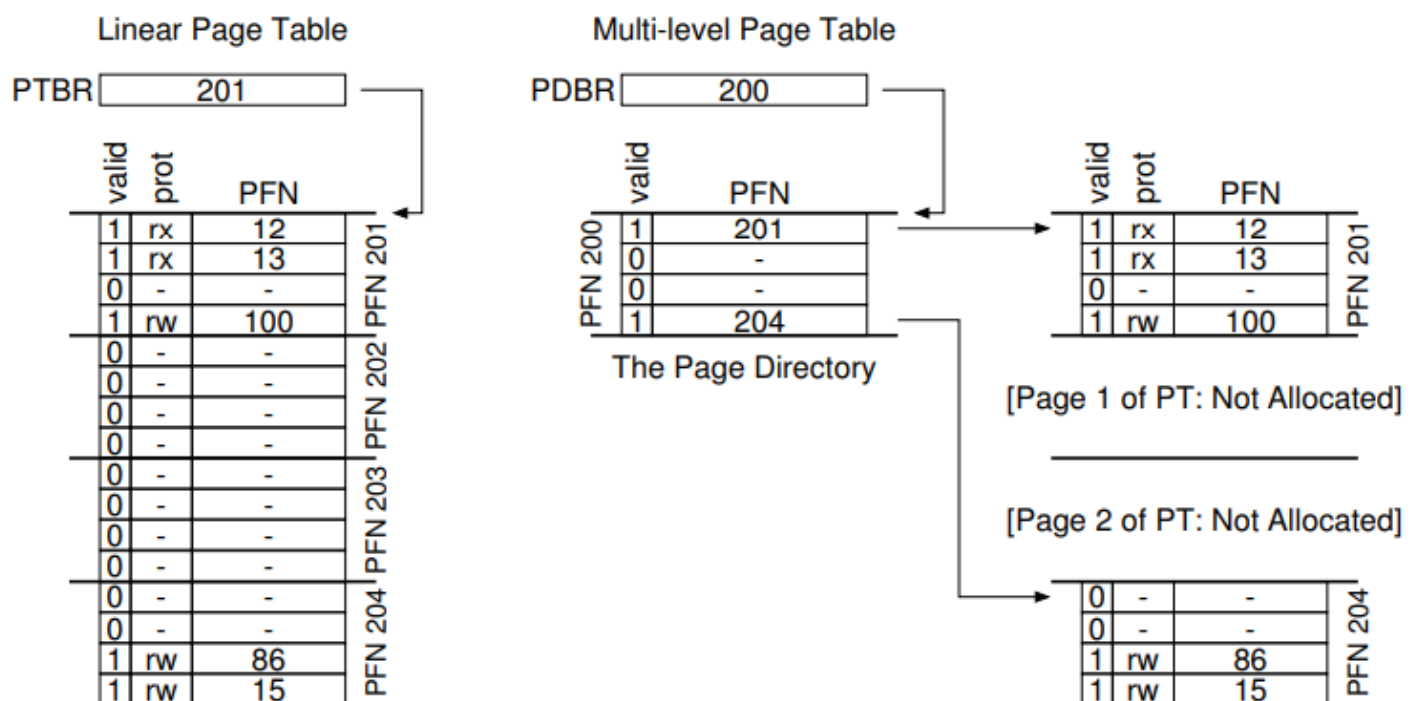 Linear Page Table
PTBR 201
valid prot PFN
1 rx 12
1 rx 13
0 - -
1 rw 100
PFN 201
0 - -
0 - -
0 - -
0 - -
PFN 202
0 - -
0 - -
0 - -
0 - -
PFN 203
0 - -
0 - -
1 rw 86
1 rw 15
PFN 204
Multi-level Page Table
PDBR 200
valid PFN
PFN 200
1 201
0 -
0 -
1 204
The Page Directory
valid prot PFN
1 rx 12
1 rx 13
0 - -
1 rw 100
PFN 201
[Page 1 of PT: Not Allocated]
[Page 2 of PT: Not Allocated]
0 - -
0 - -
1 rw 86
1 rw 15
PFN 204